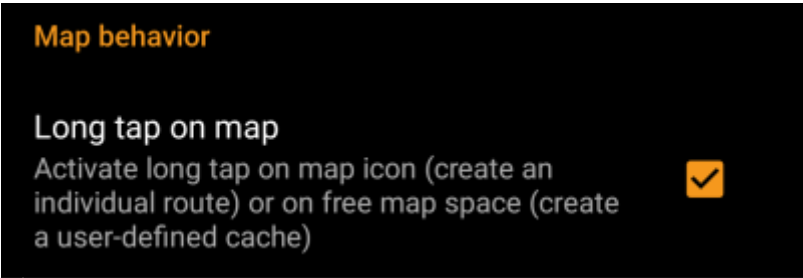 Map behavior
Long tap on map
Activate long tap on map icon (create an
individual route) or on free map space (create
a user-defined cache)